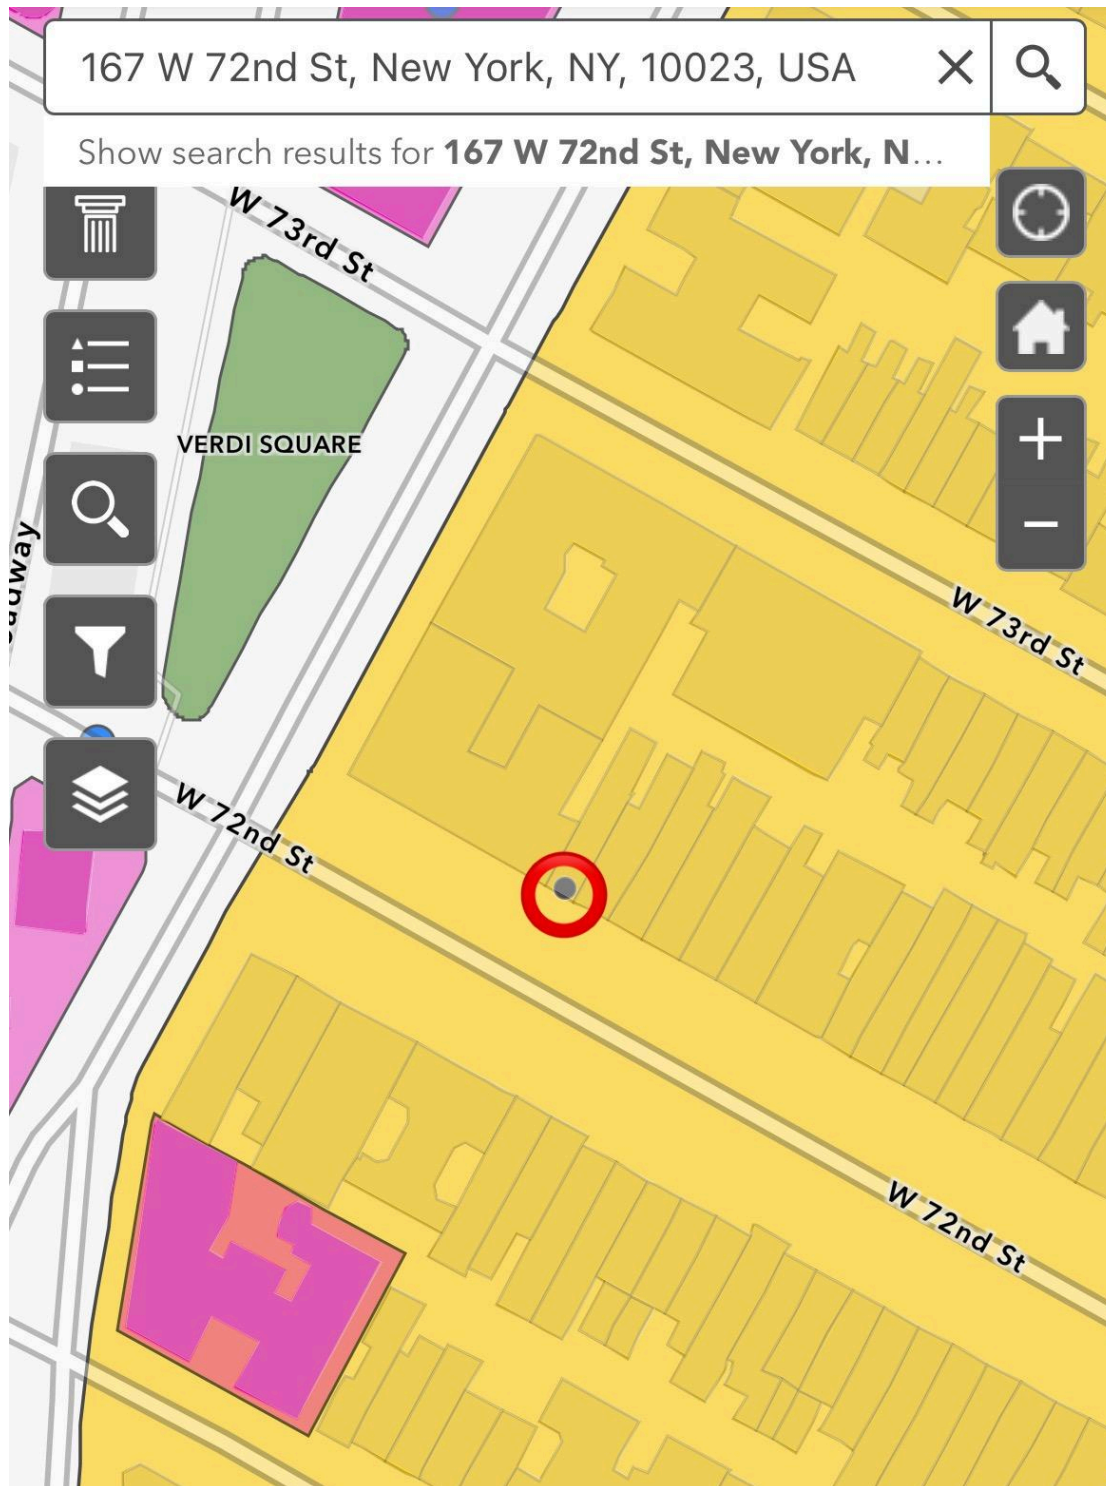 167 W 72nd St, New York, NY, 10023, USA
Show search results for 167 W 72nd St, New York, N...
W 73rd St
VERDI SQUARE
W 73rd St
W 72nd St
W 72nd St